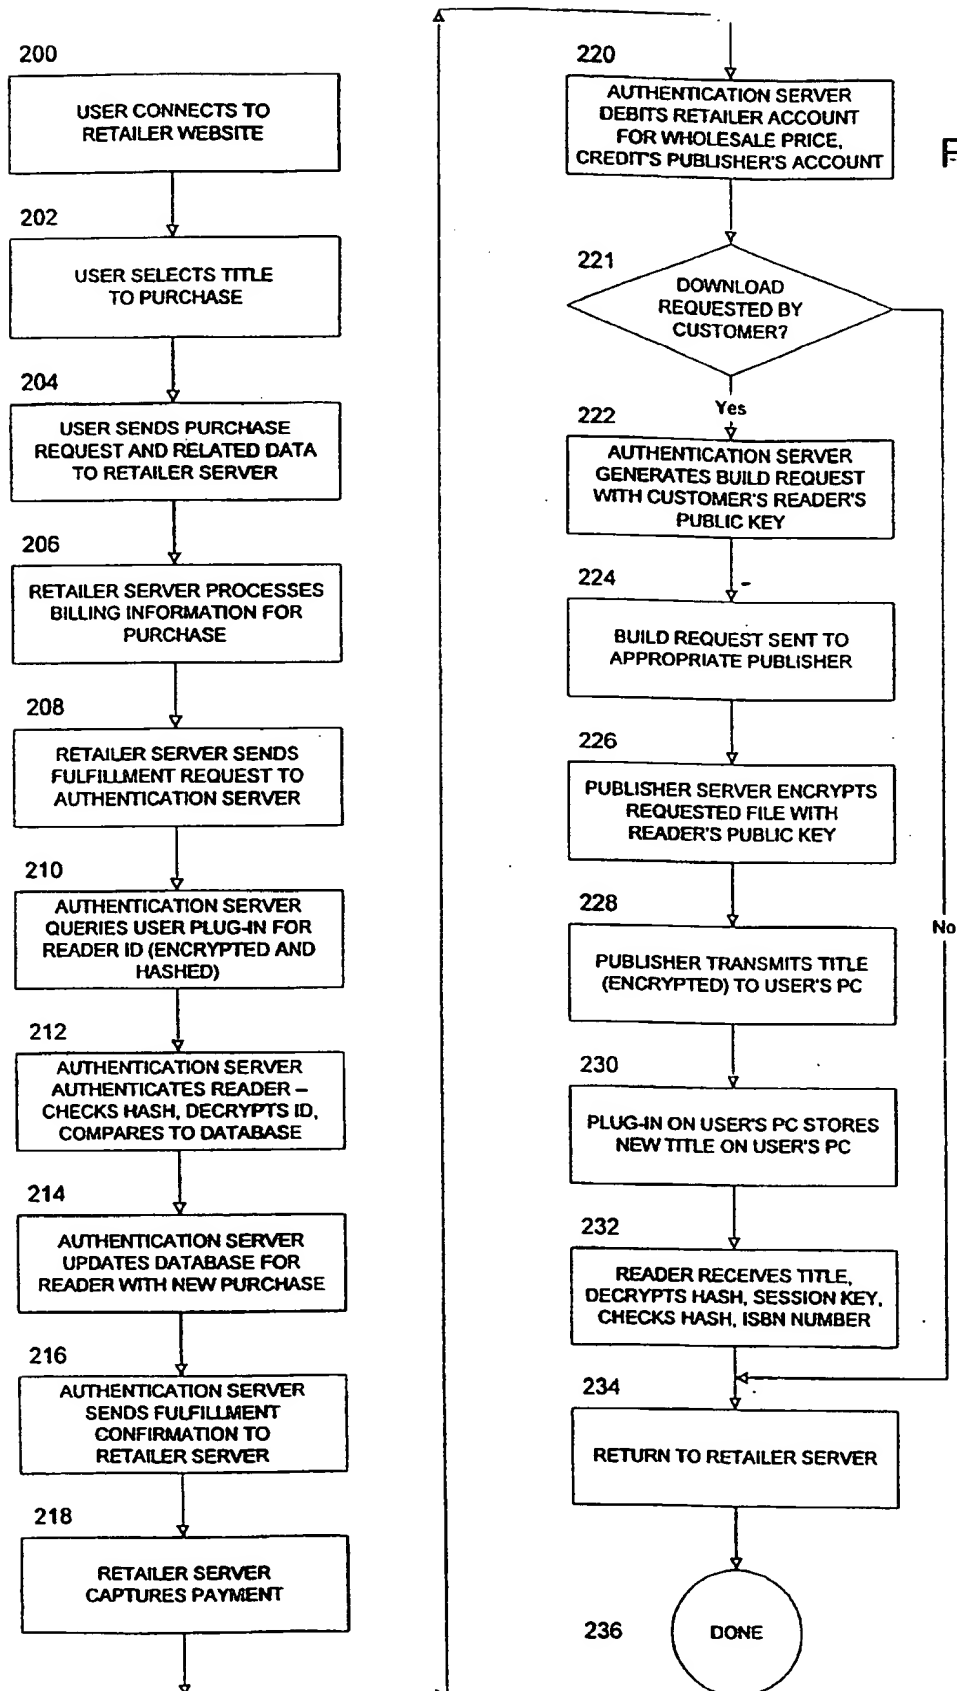 200
USER CONNECTS TO
RETAILER WEBSITE
202
USER SELECTS TITLE
TO PURCHASE
204
USER SENDS PURCHASE
REQUEST AND RELATED DATA
TO RETAILER SERVER
206
RETAILER SERVER PROCESSES
BILLING INFORMATION FOR
PURCHASE
208
RETAILER SERVER SENDS
FULFILLMENT REQUEST TO
AUTHENTICATION SERVER
210
AUTHENTICATION SERVER
QUERIES USER PLUG-IN FOR
READER ID (ENCRYPTED AND
HASHED)
212
AUTHENTICATION SERVER
AUTHENTICATES READER –
CHECKS HASH, DECRYPTS ID,
COMPARES TO DATABASE
214
AUTHENTICATION SERVER
UPDATES DATABASE FOR
READER WITH NEW PURCHASE
216
AUTHENTICATION SERVER
SENDS FULFILLMENT
CONFIRMATION TO
RETAILER SERVER
218
RETAILER SERVER
CAPTURES PAYMENT
220
AUTHENTICATION SERVER
DEBITS RETAILER ACCOUNT
FOR WHOLESALE PRICE,
CREDIT'S PUBLISHER'S ACCOUNT
221
DOWNLOAD
REQUESTED BY
CUSTOMER?
Yes
222
AUTHENTICATION SERVER
GENERATES BUILD REQUEST
WITH CUSTOMER'S READER'S
PUBLIC KEY
224
BUILD REQUEST SENT TO
APPROPRIATE PUBLISHER
226
PUBLISHER SERVER ENCRYPTS
REQUESTED FILE WITH
READER'S PUBLIC KEY
228
No
PUBLISHER TRANSMITS TITLE
(ENCRYPTED) TO USER'S PC
230
PLUG-IN ON USER'S PC STORES
NEW TITLE ON USER'S PC
232
READER RECEIVES TITLE,
DECRYPTS HASH, SESSION KEY,
CHECKS HASH, ISBN NUMBER
234
RETURN TO RETAILER SERVER
236
DONE